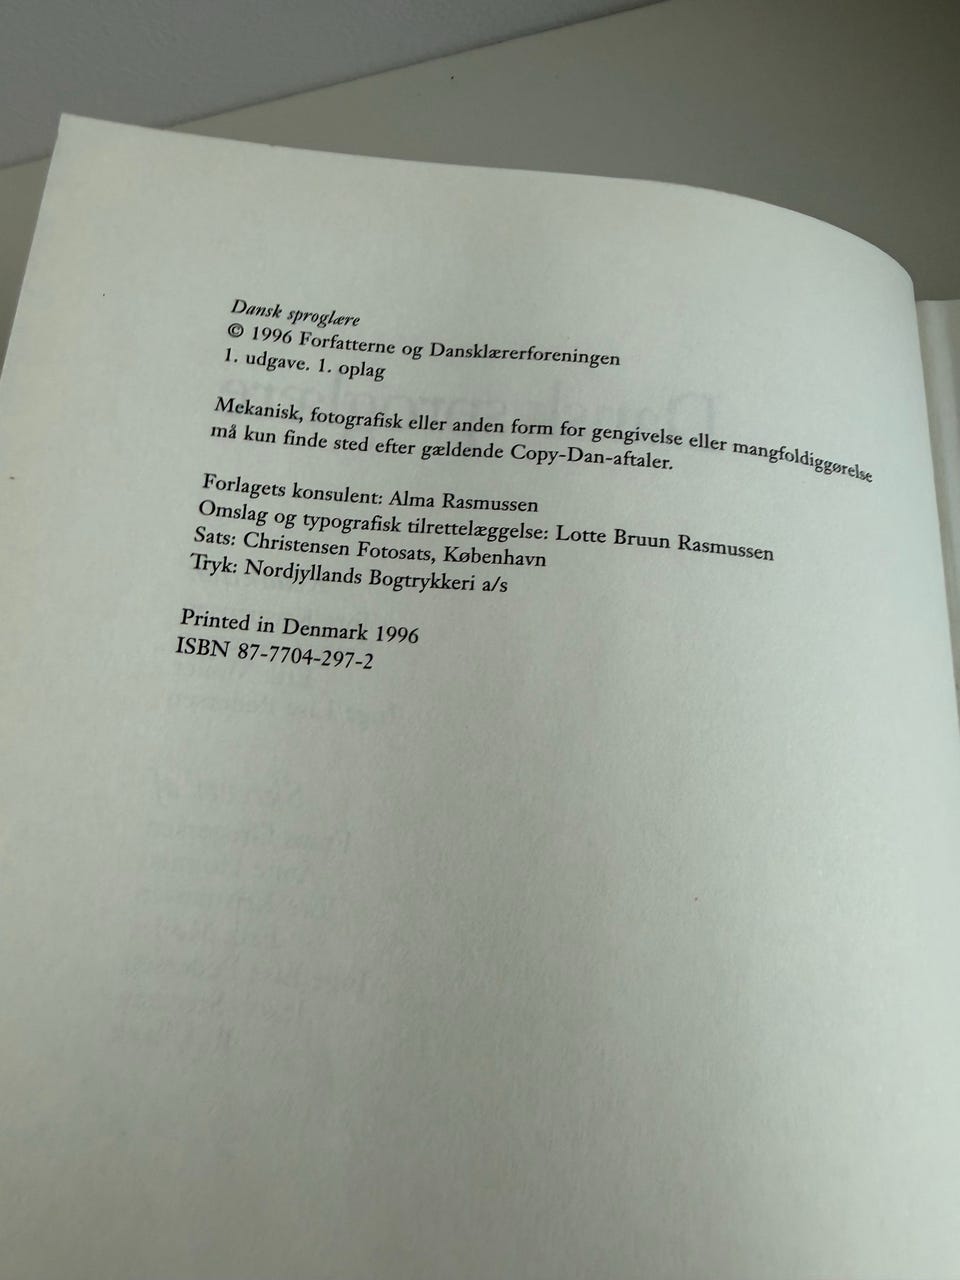 Dansk sproglære
© 1996 Forfatterne og Dansklærerforeningen
1. udgave. 1. oplag
Mekanisk, fotografisk eller anden form for gengivelse eller mangfoldiggørelse
må kun finde sted efter gældende Copy-Dan-aftaler.
Forlagets konsulent: Alma Rasmussen
Omslag og typografisk tilrettelæggelse: Lotte Bruun Rasmussen
Sats: Christensen Fotosats, København
Tryk: Nordjyllands Bogtrykkeri a/s
Printed in Denmark 1996
ISBN 87-7704-297-2